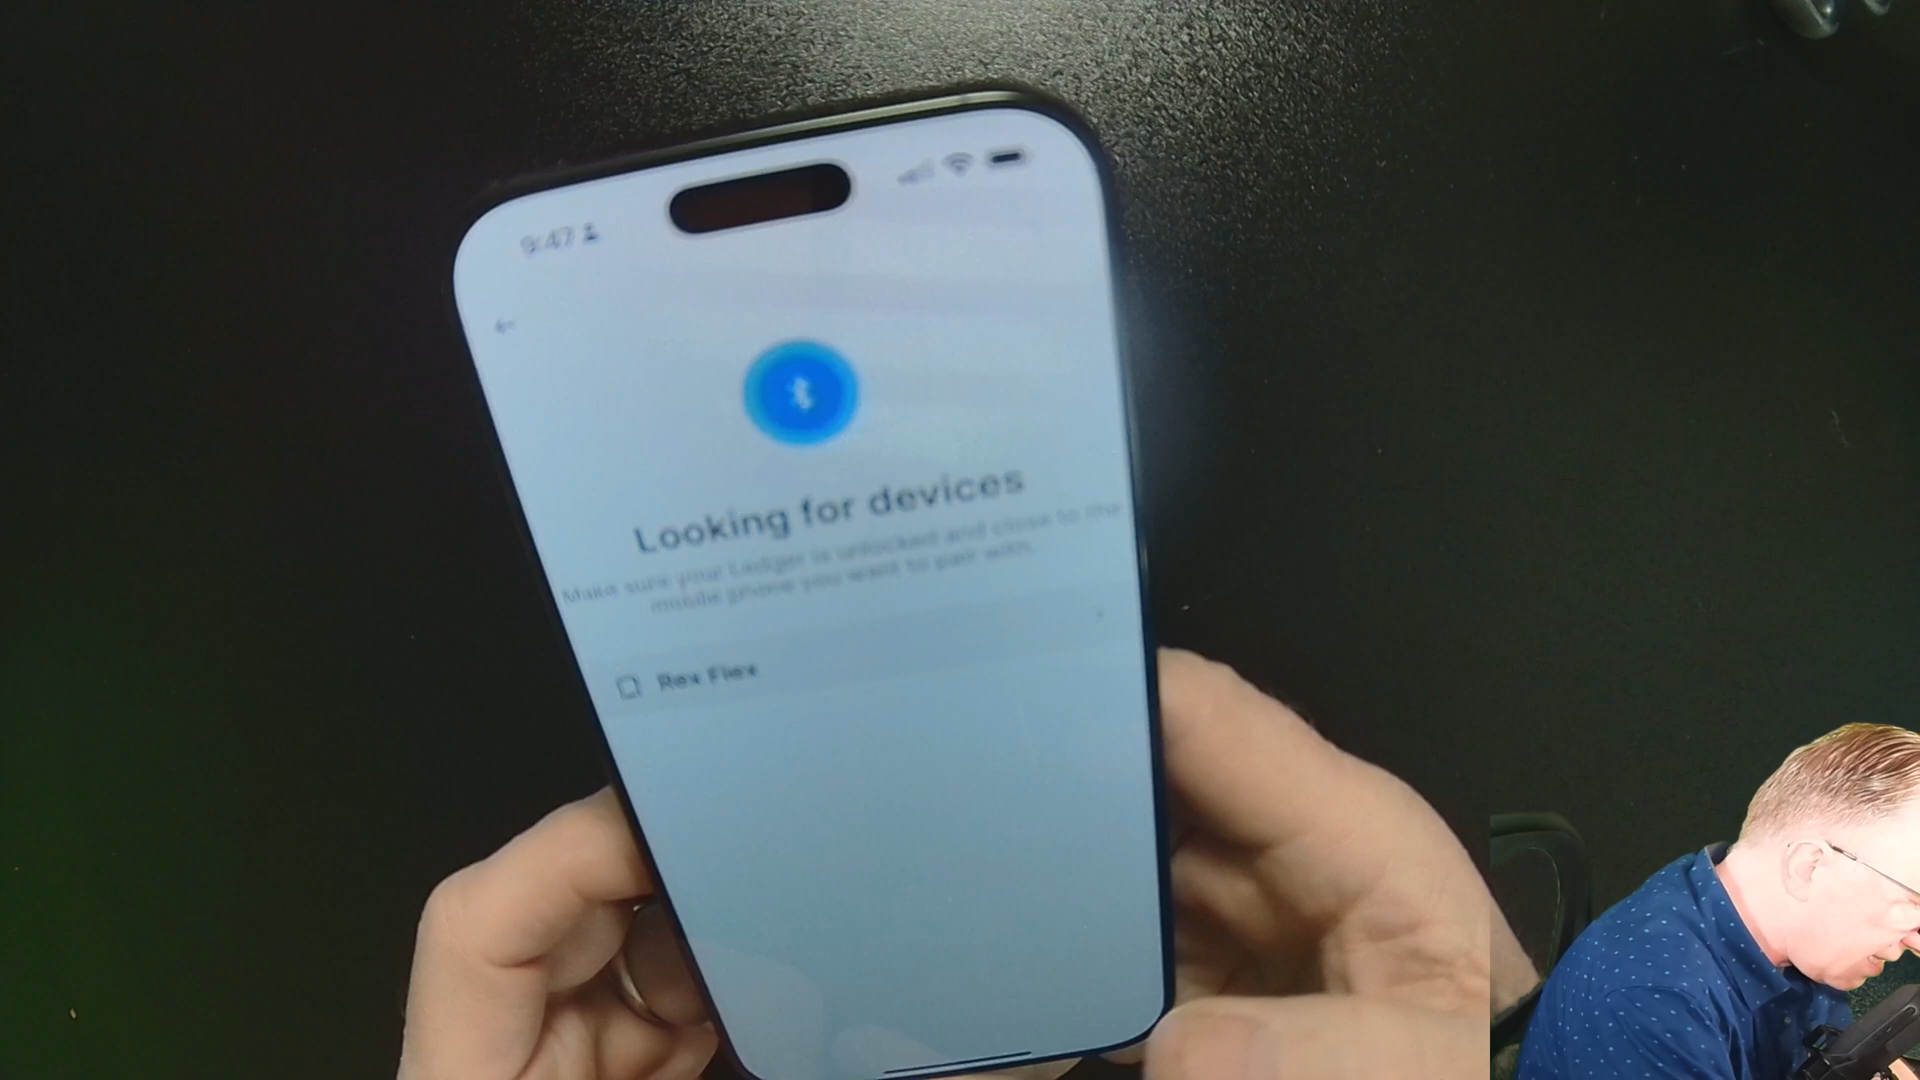 9:47
Looking for devices
Make sure your Ledger is unlocked and close to the
mobile phone you want to pair with.
Rex Flex